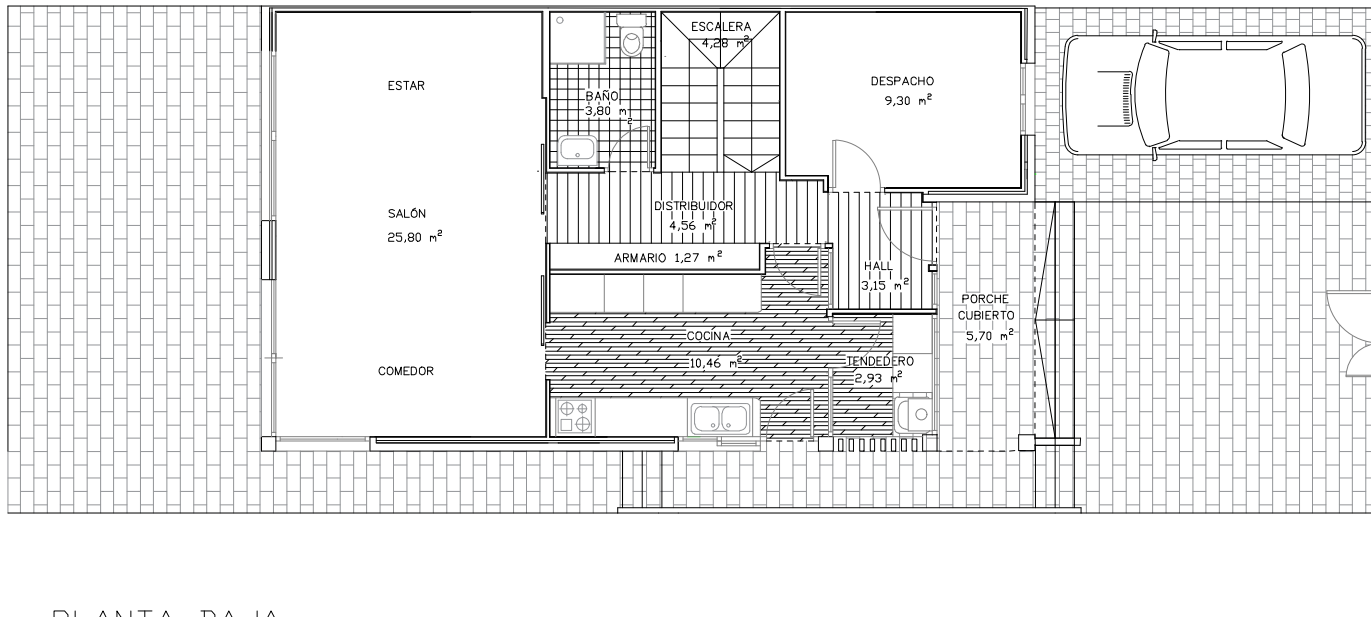 ESCALERA
4,28 m²
ESTAR
DESPACHO
9,30 m²
BAÑO
3,80 m²
SALÓN
25,80 m²
DISTRIBUIDOR
4,56 m²
ARMARIO 1,27 m²
HALL
3,15 m²
PORCHE
CUBIERTO
5,70 m²
COCINA
10,46 m²
TENDEDERO
2,93 m²
COMEDOR
PLANTA BAJA